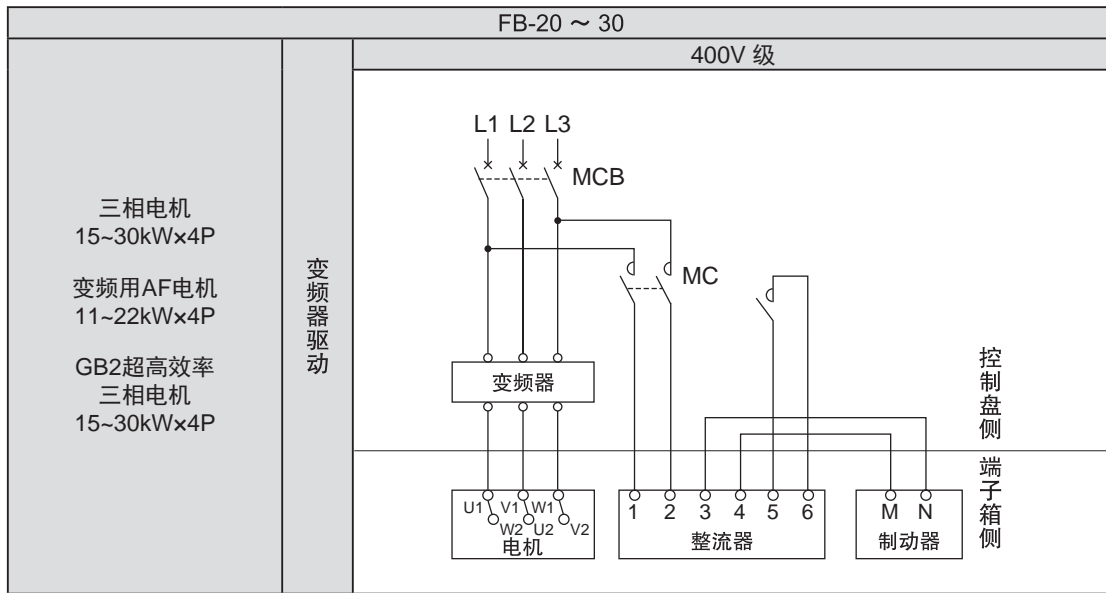 FB-20 ～ 30
400V 级
三相电机
15~30kW×4P
变频用AF电机
11~22kW×4P
GB2超高效率
三相电机
15~30kW×4P
变频器驱动
L1 L2 L3
MCB
MC
变频器
控制盘侧
端子箱侧
U1 V1 W1
W2 U2 V2
电机
1 2 3 4 5 6
整流器
M N
制动器